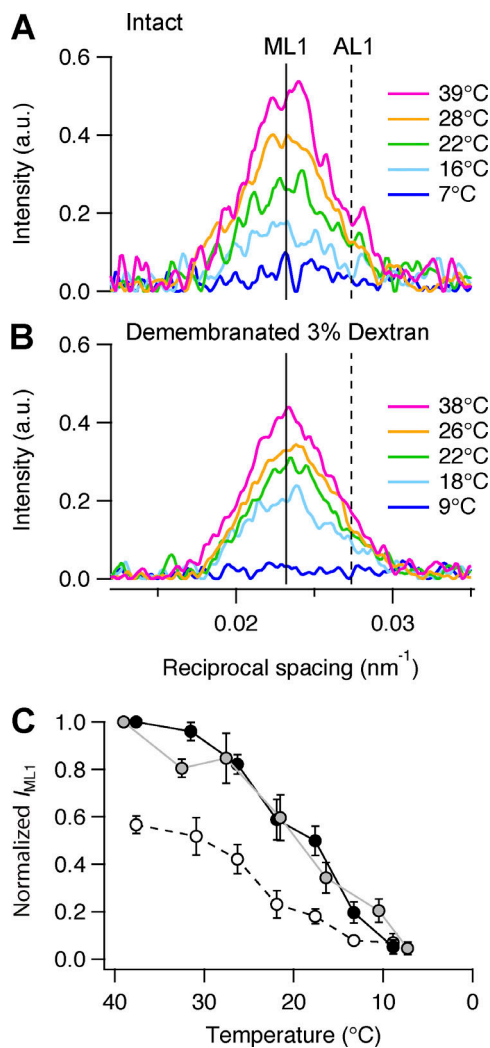 A Intact
ML1 AL1
0.6
0.4
0.2
0.0
Intensity (a.u.)
39°C
28°C
22°C
16°C
7°C
B Demembranated 3% Dextran
0.6
0.4
0.2
0.0
Intensity (a.u.)
38°C
26°C
22°C
18°C
9°C
0.02 0.03
Reciprocal spacing (nm⁻¹)
C
1.0
0.8
0.6
0.4
0.2
0.0
Normalized I_ML1
40 30 20 10 0
Temperature (°C)